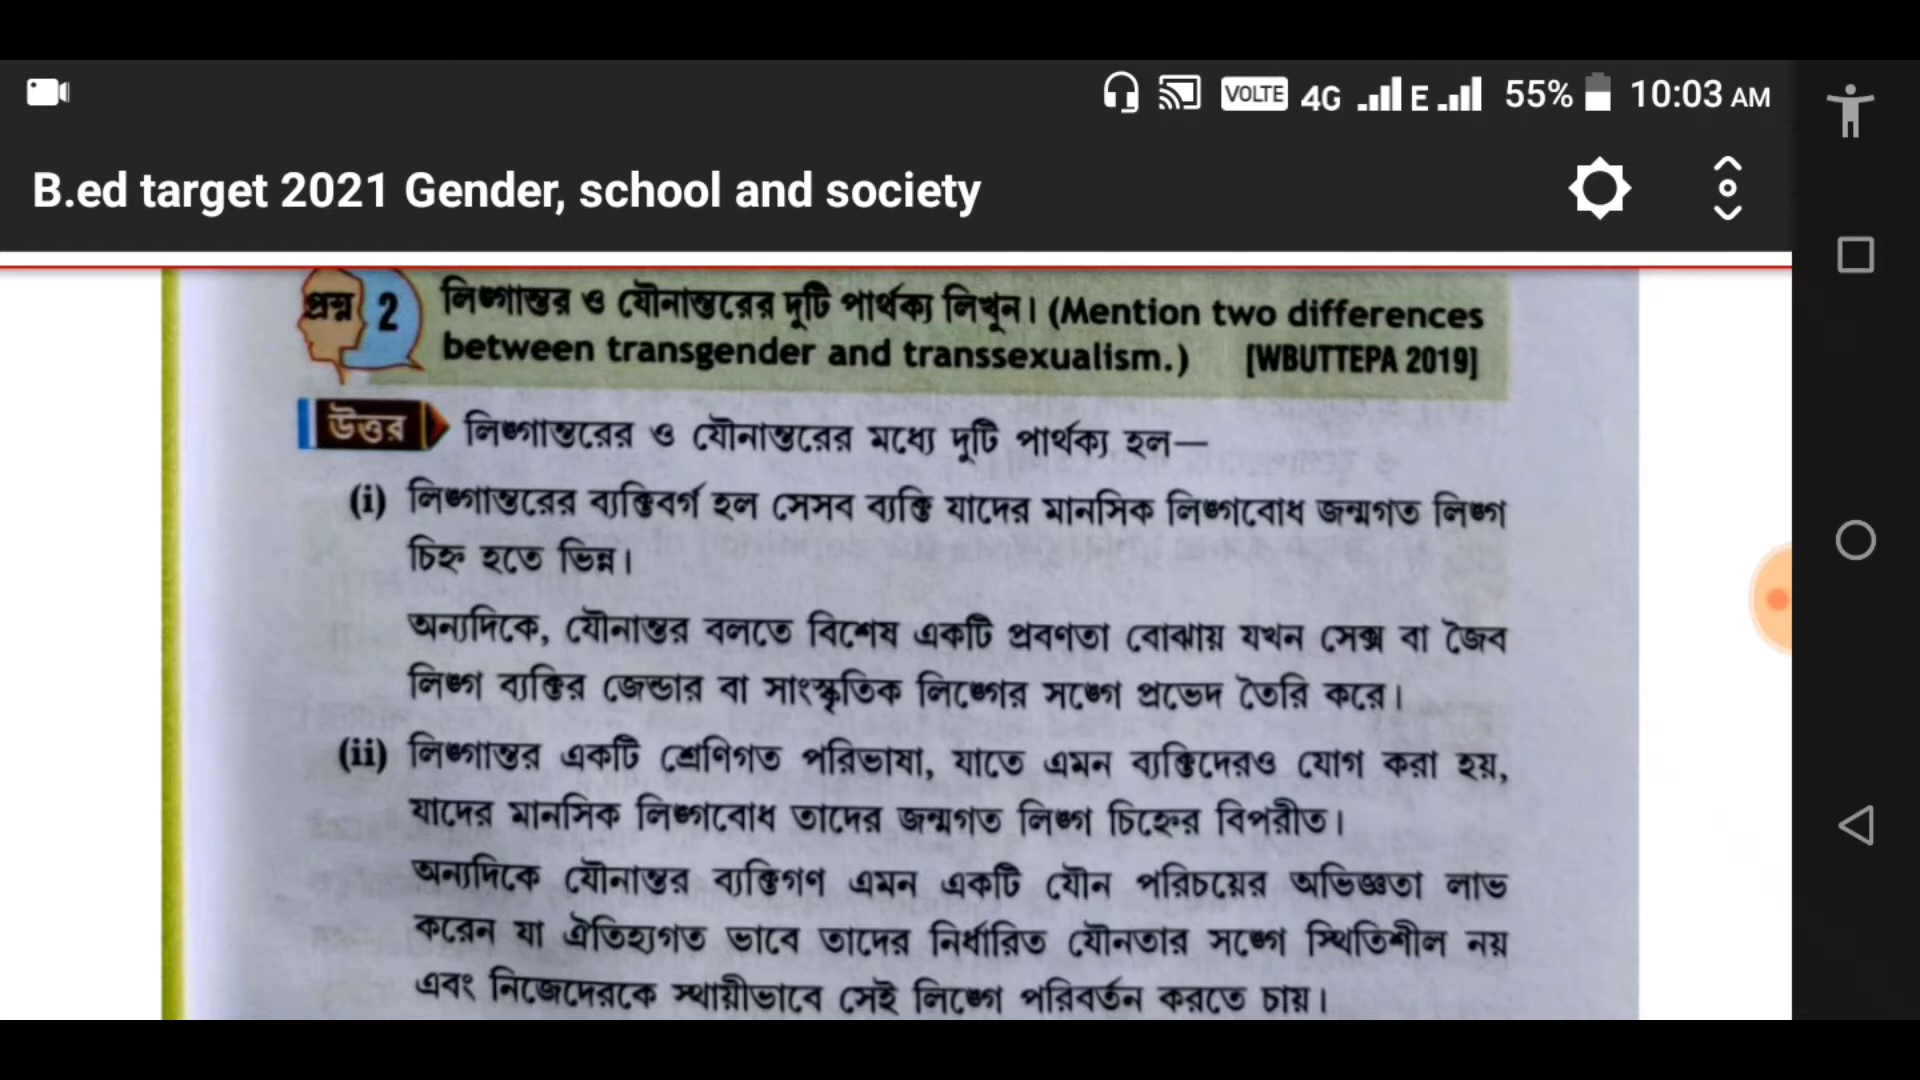 VOLTE 4G E 55% 10:03 AM
B.ed target 2021 Gender, school and society
প্রশ্ন 2 লিঙ্গান্তর ও যৌনান্তরের দুটি পার্থক্য লিখুন। (Mention two differences
between transgender and transsexualism.) [WBUTTEPA 2019]
উত্তর লিঙ্গান্তরের ও যৌনান্তরের মধ্যে দুটি পার্থক্য হল—
(i) লিঙ্গান্তরের ব্যক্তিবর্গ হল সেসব ব্যক্তি যাদের মানসিক লিঙ্গবোধ জন্মগত লিঙ্গ
চিহ্ন হতে ভিন্ন।
অন্যদিকে, যৌনান্তর বলতে বিশেষ একটি প্রবণতা বোঝায় যখন সেক্স বা জৈব
লিঙ্গ ব্যক্তির জেন্ডার বা সাংস্কৃতিক লিঙ্গের সঙ্গে প্রভেদ তৈরি করে।
(ii) লিঙ্গান্তর একটি শ্রেণিগত পরিভাষা, যাতে এমন ব্যক্তিদেরও যোগ করা হয়,
যাদের মানসিক লিঙ্গবোধ তাদের জন্মগত লিঙ্গ চিহ্নের বিপরীত।
অন্যদিকে যৌনান্তর ব্যক্তিগণ এমন একটি যৌন পরিচয়ের অভিজ্ঞতা লাভ
করেন যা ঐতিহ্যগত ভাবে তাদের নির্ধারিত যৌনতার সঙ্গে স্থিতিশীল নয়
এবং নিজেদেরকে স্থায়ীভাবে সেই লিঙ্গে পরিবর্তন করতে চায়।